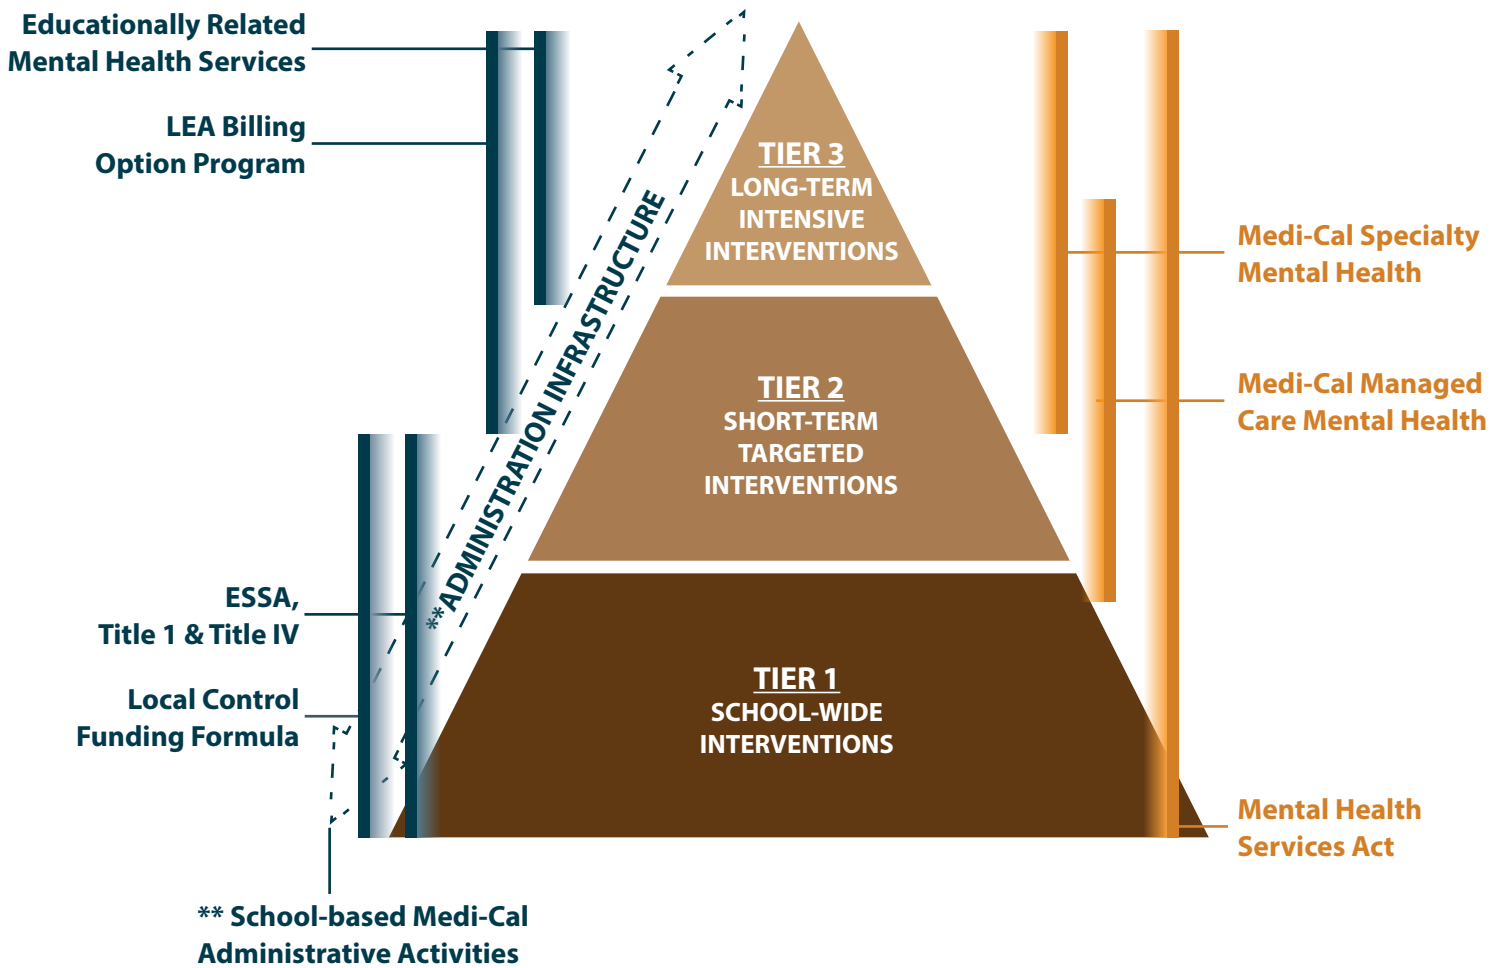 Educationally Related
Mental Health Services
LEA Billing
Option Program
ESSA,
Title 1 & Title IV
Local Control
Funding Formula
** School-based Medi-Cal
Administrative Activities
**ADMINISTRATION INFRASTRUCTURE
TIER 3
LONG-TERM
INTENSIVE
INTERVENTIONS
TIER 2
SHORT-TERM
TARGETED
INTERVENTIONS
TIER 1
SCHOOL-WIDE
INTERVENTIONS
Medi-Cal Specialty
Mental Health
Medi-Cal Managed
Care Mental Health
Mental Health
Services Act